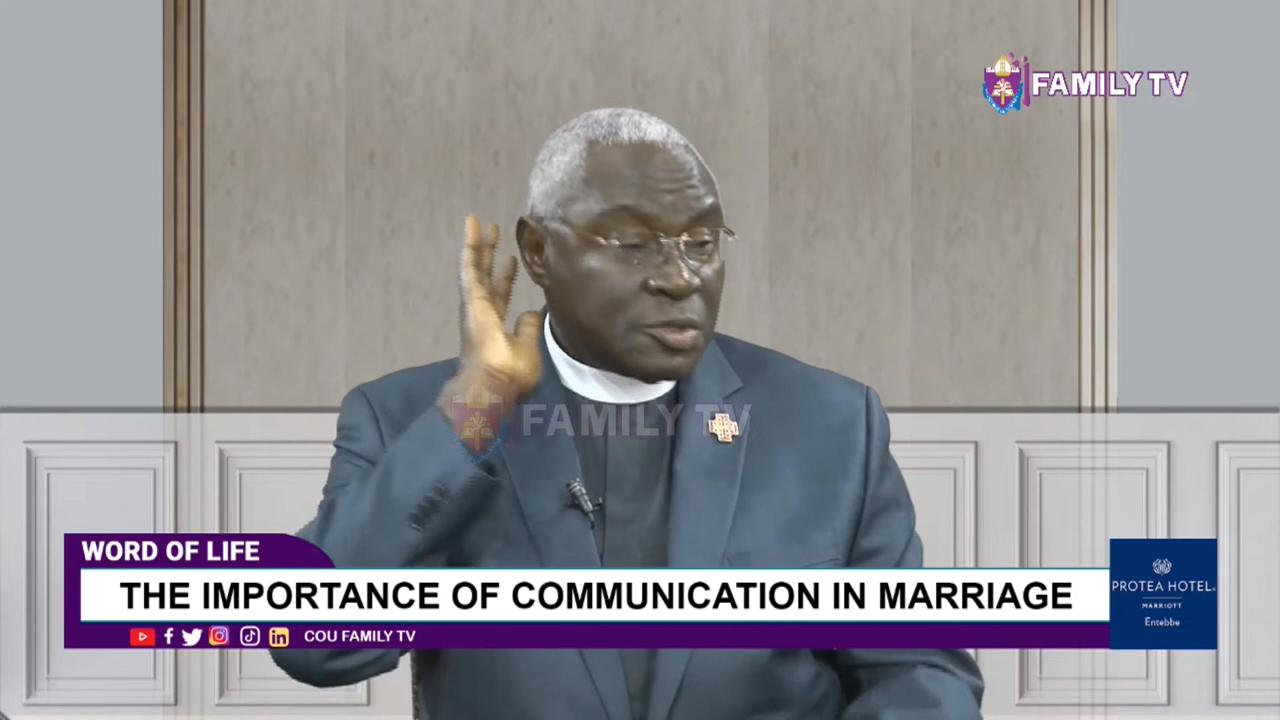 FAMILY TV
FAMILY TV
WORD OF LIFE
THE IMPORTANCE OF COMMUNICATION IN MARRIAGE
COU FAMILY TV
PROTEA HOTEL
MARRIOTT
Entebbe